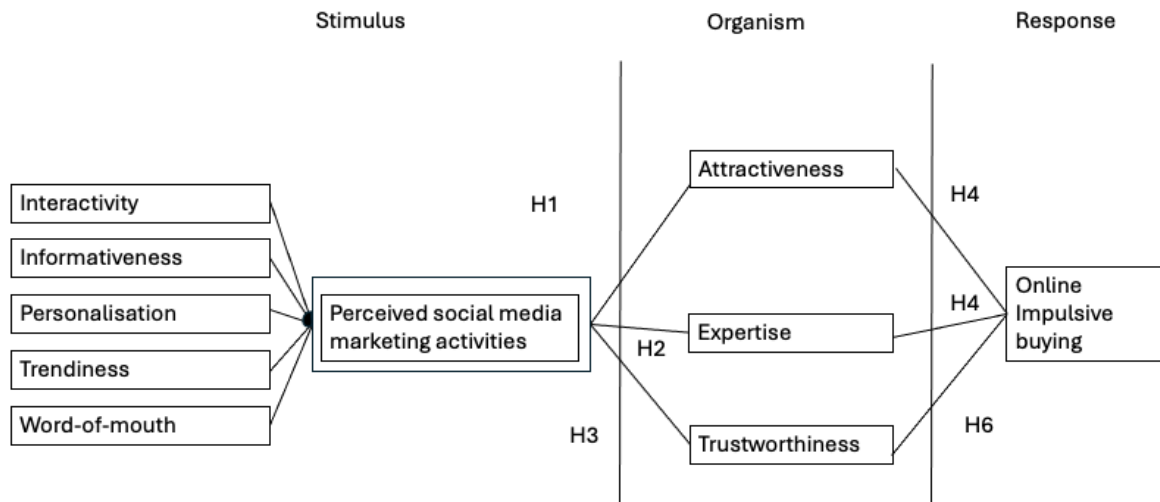 Stimulus
Organism
Response
Interactivity
Informativeness
Personalisation
Trendiness
Word-of-mouth
Perceived social media
marketing activities
H1
H2
H3
Attractiveness
Expertise
Trustworthiness
H4
H4
H6
Online
Impulsive
buying